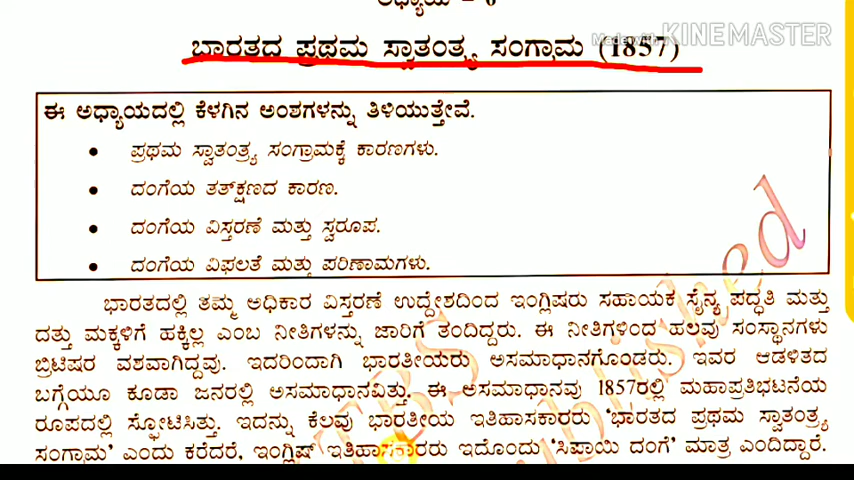 ಅಧ್ಯಾಯ – 6
Made with KINEMASTER
ಭಾರತದ ಪ್ರಥಮ ಸ್ವಾತಂತ್ರ್ಯ ಸಂಗ್ರಾಮ (1857)
ಈ ಅಧ್ಯಾಯದಲ್ಲಿ ಕೆಳಗಿನ ಅಂಶಗಳನ್ನು ತಿಳಿಯುತ್ತೇವೆ.
• ಪ್ರಥಮ ಸ್ವಾತಂತ್ರ್ಯ ಸಂಗ್ರಾಮಕ್ಕೆ ಕಾರಣಗಳು.
• ದಂಗೆಯ ತತ್‌ಕ್ಷಣದ ಕಾರಣ.
• ದಂಗೆಯ ವಿಸ್ತರಣೆ ಮತ್ತು ಸ್ವರೂಪ.
• ದಂಗೆಯ ವಿಫಲತೆ ಮತ್ತು ಪರಿಣಾಮಗಳು.
ಭಾರತದಲ್ಲಿ ತಮ್ಮ ಅಧಿಕಾರ ವಿಸ್ತರಣೆ ಉದ್ದೇಶದಿಂದ ಇಂಗ್ಲಿಷರು ಸಹಾಯಕ ಸೈನ್ಯ ಪದ್ಧತಿ ಮತ್ತು
ದತ್ತು ಮಕ್ಕಳಿಗೆ ಹಕ್ಕಿಲ್ಲ ಎಂಬ ನೀತಿಗಳನ್ನು ಜಾರಿಗೆ ತಂದಿದ್ದರು. ಈ ನೀತಿಗಳಿಂದ ಹಲವು ಸಂಸ್ಥಾನಗಳು
ಬ್ರಿಟಿಷರ ವಶವಾಗಿದ್ದವು. ಇದರಿಂದಾಗಿ ಭಾರತೀಯರು ಅಸಮಾಧಾನಗೊಂಡರು. ಇವರ ಆಡಳಿತದ
ಬಗ್ಗೆಯೂ ಕೂಡಾ ಜನರಲ್ಲಿ ಅಸಮಾಧಾನವಿತ್ತು. ಈ ಅಸಮಾಧಾನವು 1857ರಲ್ಲಿ ಮಹಾಪ್ರತಿಭಟನೆಯ
ರೂಪದಲ್ಲಿ ಸ್ಫೋಟಿಸಿತ್ತು. ಇದನ್ನು ಕೆಲವು ಭಾರತೀಯ ಇತಿಹಾಸಕಾರರು 'ಭಾರತದ ಪ್ರಥಮ ಸ್ವಾತಂತ್ರ್ಯ
ಸಂಗ್ರಾಮ' ಎಂದು ಕರೆದರೆ, ಇಂಗ್ಲಿಷ್ ಇತಿಹಾಸಕಾರರು ಇದೊಂದು 'ಸಿಪಾಯಿ ದಂಗೆ' ಮಾತ್ರ ಎಂದಿದ್ದಾರೆ.